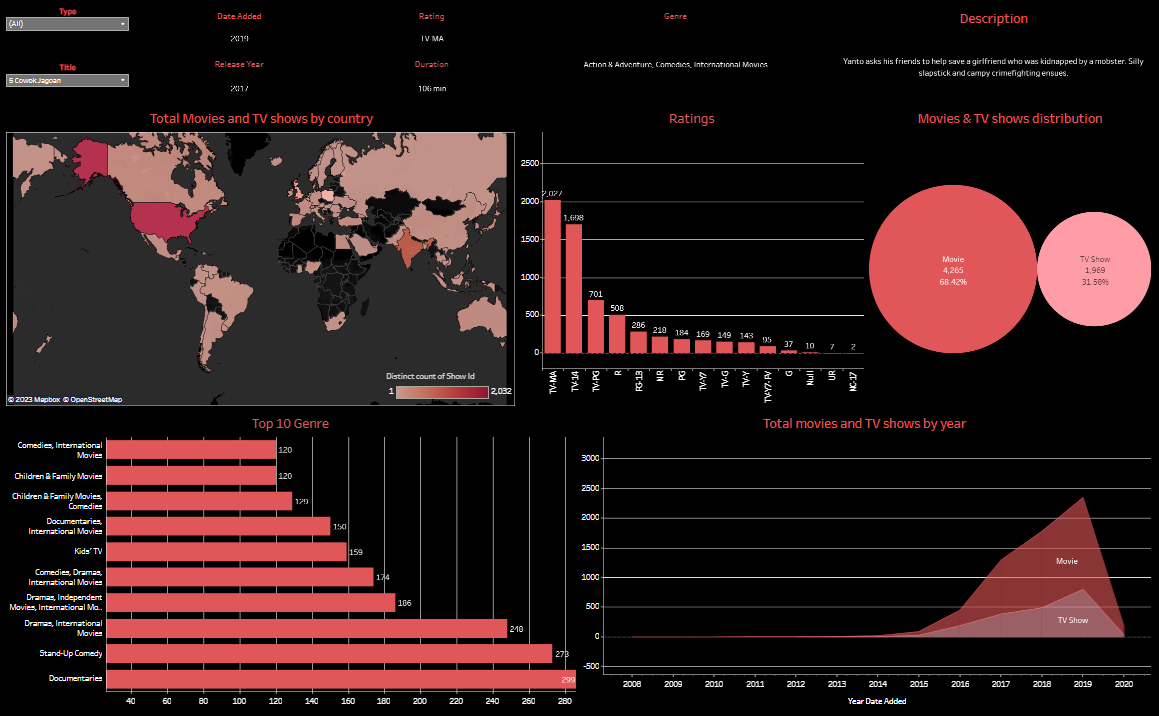 Type
(All)
Title
5 Cowok Jagoan
Date Added
2019
Release Year
2017
Rating
TV-MA
Duration
106 min
Genre
Action & Adventure, Comedies, International Movies
Description
Yanto asks his friends to help save a girlfriend who was kidnapped by a mobster. Silly
slapstick and campy crimefighting ensues.
Total Movies and TV shows by country
Distinct count of Show Id
1
2,032
© 2023 Mapbox © OpenStreetMap
Ratings
2500
2000
1500
1000
500
0
2,027
1,698
701
508
286
218
184
169
149
143
95
37
10
7
2
TV-MA
TV-14
TV-PG
R
PG-13
NR
PG
TV-Y7
TV-G
TV-Y
TV-Y7-FV
G
Null
UR
NC-17
Movies & TV shows distribution
Movie
4,265
68.42%
TV Show
1,969
31.58%
Top 10 Genre
Comedies, International
Movies
120
Children & Family Movies
120
Children & Family Movies,
Comedies
129
Documentaries,
International Movies
150
Kids' TV
159
Comedies, Dramas,
International Movies
174
Dramas, Independent
Movies, International Mo..
186
Dramas, International
Movies
248
Stand-Up Comedy
273
Documentaries
299
40
60
80
100
120
140
160
180
200
220
240
260
280
Total movies and TV shows by year
3000
2500
2000
1500
1000
500
0
-500
Movie
TV Show
2008
2009
2010
2011
2012
2013
2014
2015
2016
2017
2018
2019
2020
Year Date Added